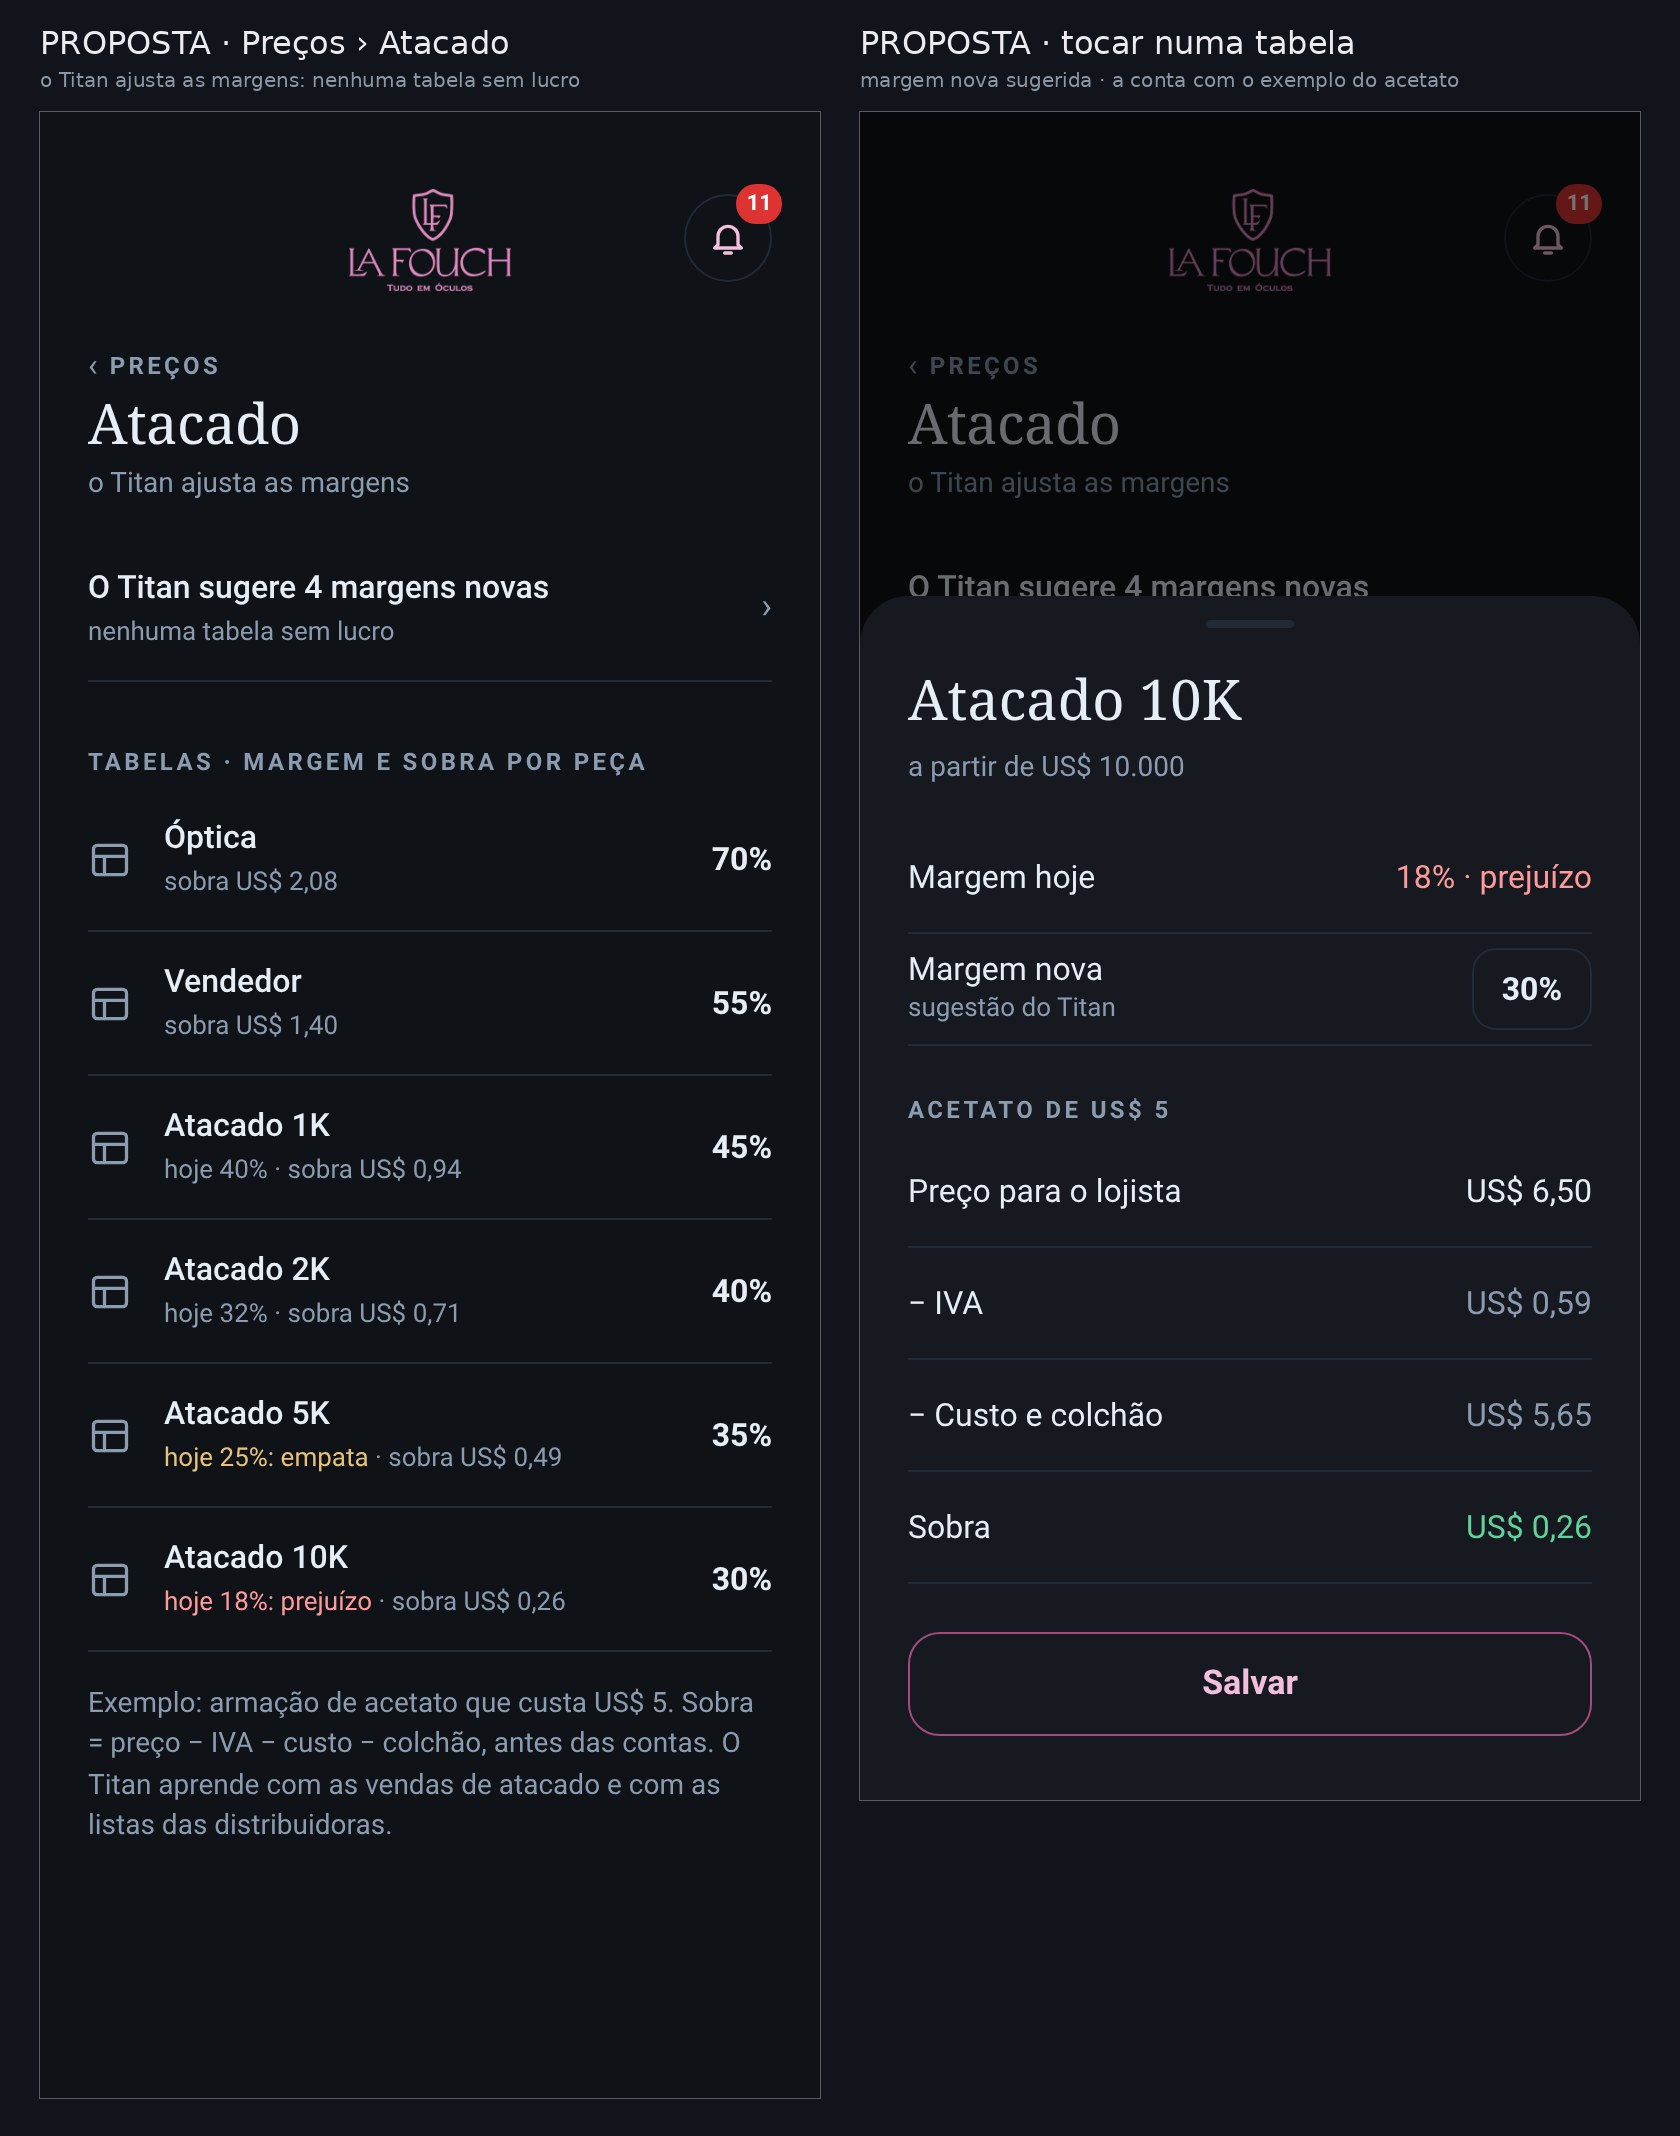 PROPOSTA · Preços › Atacado
o Titan ajusta as margens: nenhuma tabela sem lucro
LF
LA FOUCH
TUDO EM ÓCULOS
11
‹ PREÇOS
Atacado
o Titan ajusta as margens
O Titan sugere 4 margens novas
nenhuma tabela sem lucro
›
TABELAS · MARGEM E SOBRA POR PEÇA
Óptica
sobra US$ 2,08
70%
Vendedor
sobra US$ 1,40
55%
Atacado 1K
hoje 40% · sobra US$ 0,94
45%
Atacado 2K
hoje 32% · sobra US$ 0,71
40%
Atacado 5K
hoje 25%: empata · sobra US$ 0,49
35%
Atacado 10K
hoje 18%: prejuízo · sobra US$ 0,26
30%
Exemplo: armação de acetato que custa US$ 5. Sobra
= preço − IVA − custo − colchão, antes das contas. O
Titan aprende com as vendas de atacado e com as
listas das distribuidoras.
PROPOSTA · tocar numa tabela
margem nova sugerida · a conta com o exemplo do acetato
LF
LA FOUCH
TUDO EM ÓCULOS
11
‹ PREÇOS
Atacado
o Titan ajusta as margens
O Titan sugere 4 margens novas
Atacado 10K
a partir de US$ 10.000
Margem hoje
18% · prejuízo
Margem nova
sugestão do Titan
30%
ACETATO DE US$ 5
Preço para o lojista
US$ 6,50
− IVA
US$ 0,59
− Custo e colchão
US$ 5,65
Sobra
US$ 0,26
Salvar